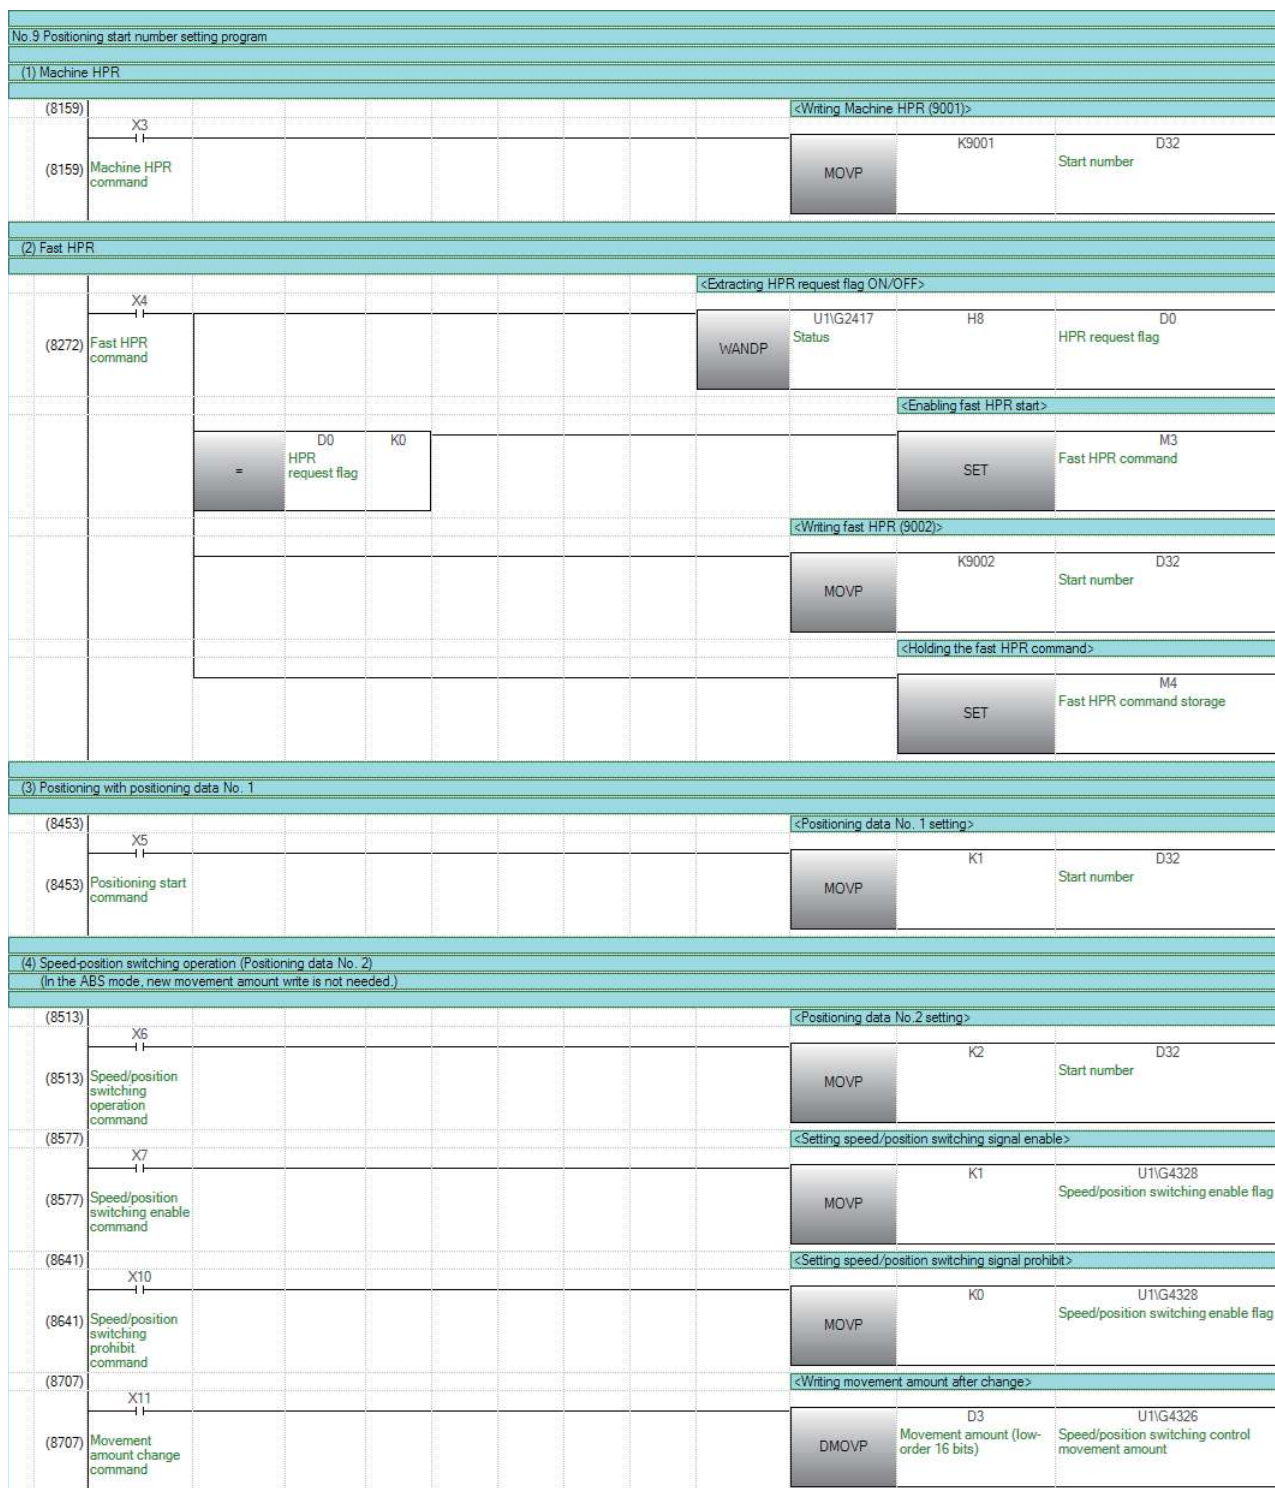 No.9 Positioning start number setting program
(1) Machine HPR
(8159)
<Writing Machine HPR (9001)>
X3
K9001 D32
(8159) Machine HPR MOVP Start number
command
(2) Fast HPR
<Extracting HPR request flag ON/OFF>
X4
U1\G2417 H8 D0
(8272) Fast HPR WANDP Status HPR request flag
command
<Enabling fast HPR start>
D0 K0 M3
= HPR SET Fast HPR command
request flag
<Writing fast HPR (9002)>
K9002 D32
MOVP Start number
<Holding the fast HPR command>
M4
SET Fast HPR command storage
(3) Positioning with positioning data No. 1
(8453) <Positioning data No. 1 setting>
X5
K1 D32
(8453) Positioning start MOVP Start number
command
(4) Speed-position switching operation (Positioning data No. 2)
(In the ABS mode, new movement amount write is not needed.)
(8513) <Positioning data No.2 setting>
X6
K2 D32
(8513) Speed/position MOVP Start number
switching
operation
command
(8577) <Setting speed/position switching signal enable>
X7
K1 U1\G4328
(8577) Speed/position MOVP Speed/position switching enable flag
switching enable
command
(8641) <Setting speed/position switching signal prohibit>
X10
K0 U1\G4328
(8641) Speed/position MOVP Speed/position switching enable flag
switching
prohibit
command
(8707) <Writing movement amount after change>
X11
D3 U1\G4326
(8707) Movement DMOVP Movement amount (low- Speed/position switching control
amount change order 16 bits) movement amount
command